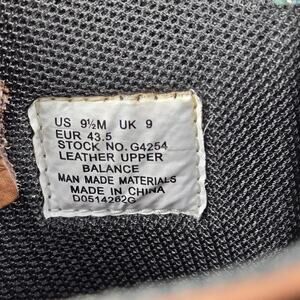 US 9½M UK 9
EUR 43.5
STOCK NO. G4254
LEATHER UPPER
BALANCE
MAN MADE MATERIALS
MADE IN CHINA
D0514262G